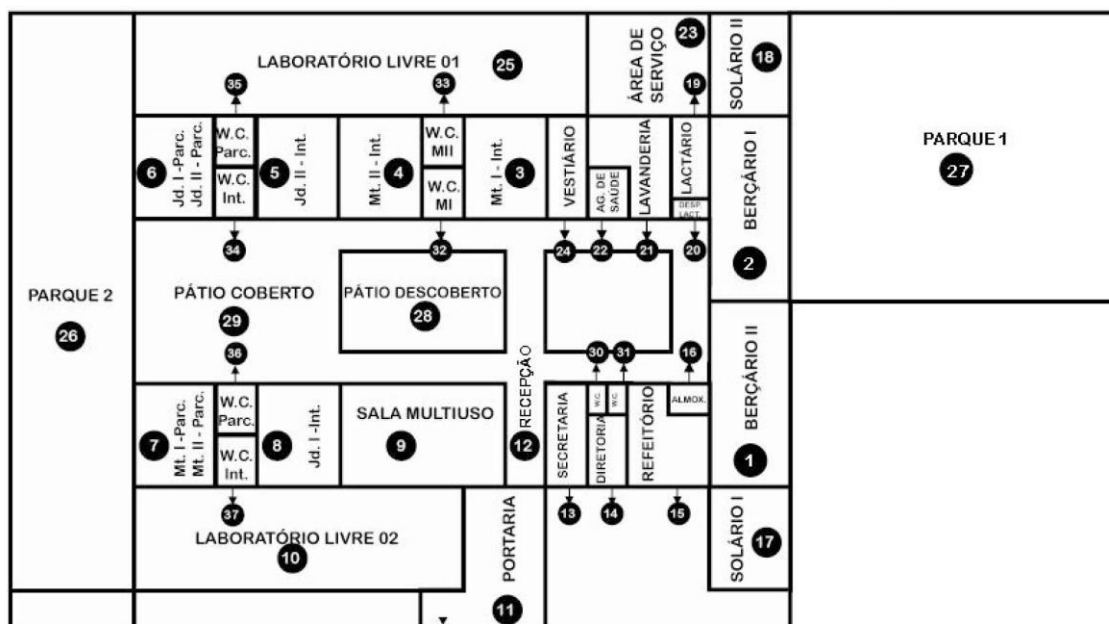 LABORATÓRIO LIVRE 01
25
ÁREA DE
SERVIÇO
23
SOLÁRIO II
18
35
33
19
PARQUE 1
27
6
Jd. I -Parc.
Jd. II - Parc.
W.C.
Parc.
W.C.
Int.
5
Jd. II - Int.
Mt. II - Int.
4
W.C.
MII
W.C.
MI
Mt. I - Int.
3
VESTIÁRIO
AG. DE
SAÚDE
LAVANDERIA
LACTÁRIO
DESP.
LACT.
BERÇÁRIO I
2
34
32
24
22
21
20
PARQUE 2
26
PÁTIO COBERTO
29
PÁTIO DESCOBERTO
28
36
30
31
16
7
Mt. I -Parc.
Mt. II - Parc.
W.C.
Parc.
W.C.
Int.
8
Jd. I -Int.
SALA MULTIUSO
9
RECEPÇÃO
12
SECRETARIA
W.C.
W.C.
DIRETORIA
REFEITÓRIO
ALMOX.
BERÇÁRIO II
1
37
13
14
15
LABORATÓRIO LIVRE 02
10
PORTARIA
11
SOLÁRIO I
17